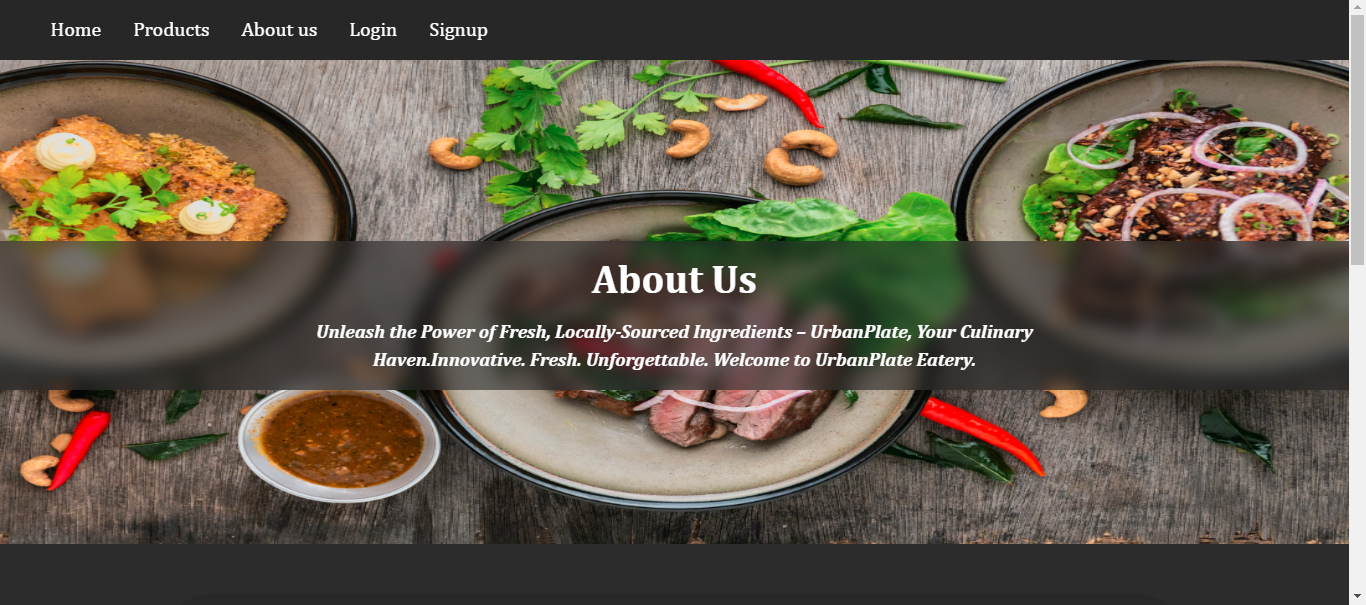 Home Products About us Login Signup
About Us
Unleash the Power of Fresh, Locally-Sourced Ingredients – UrbanPlate, Your Culinary
Haven.Innovative. Fresh. Unforgettable. Welcome to UrbanPlate Eatery.